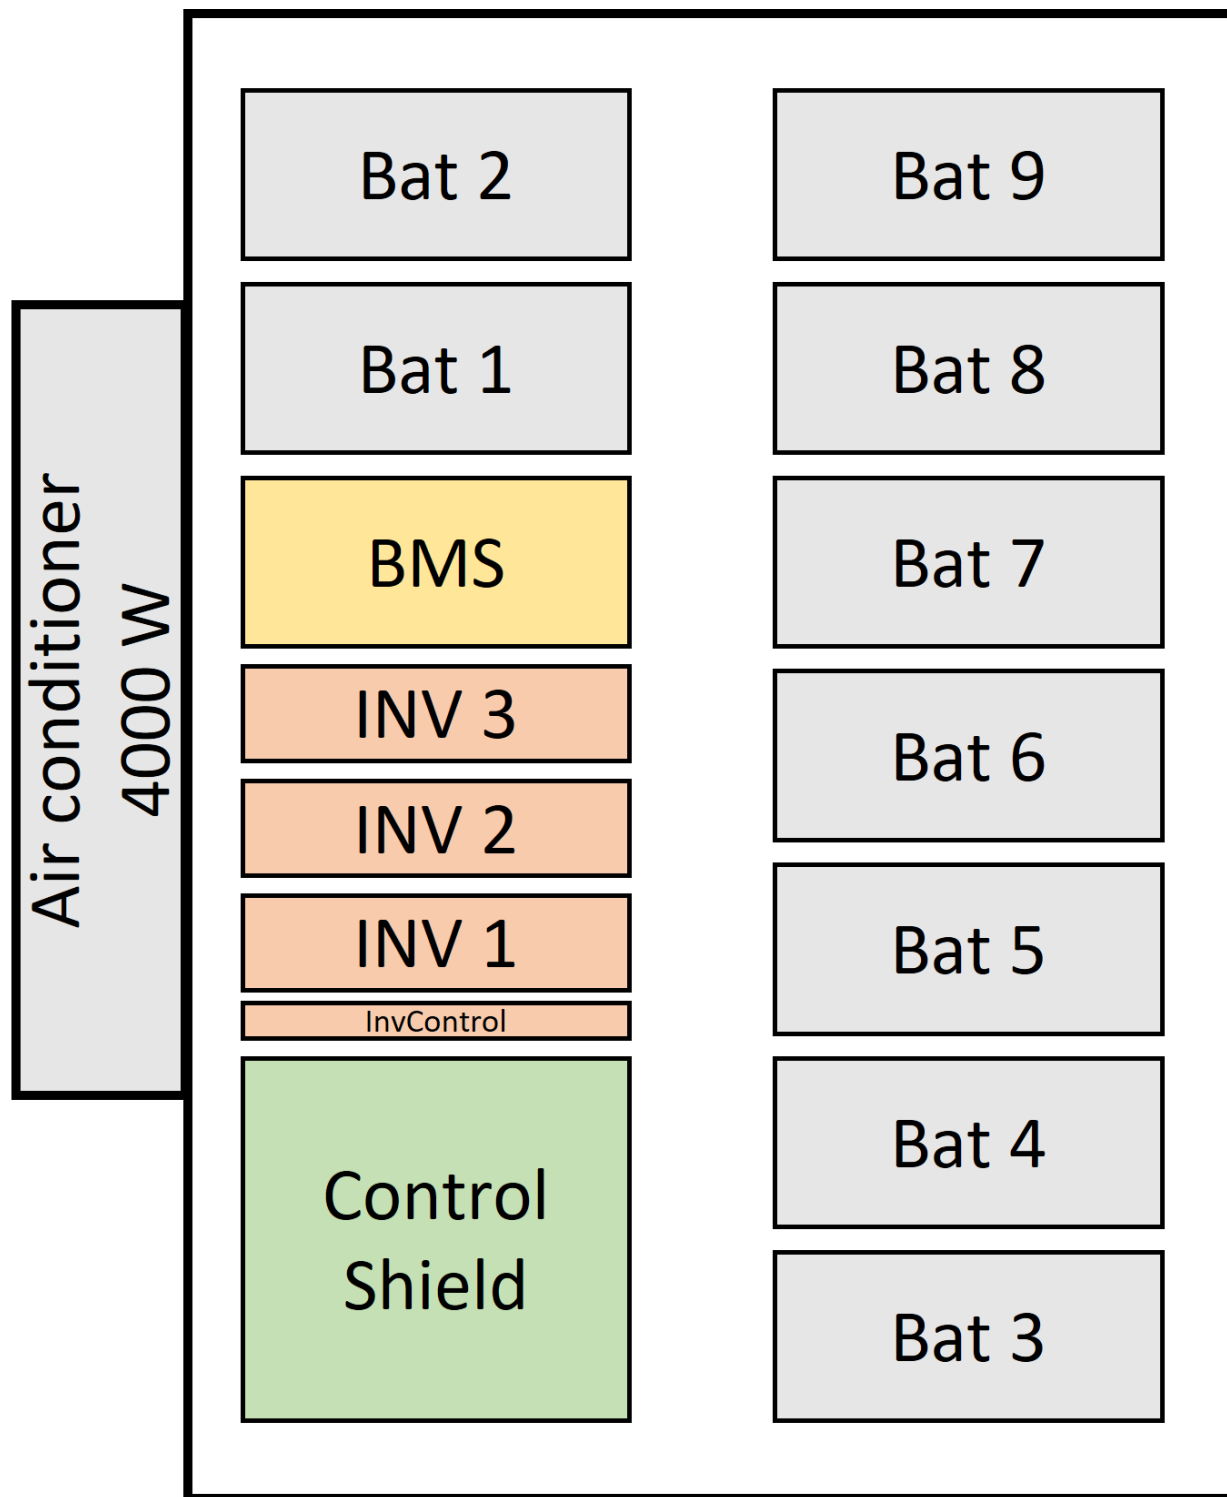 Air conditioner
4000 W
Bat 2
Bat 1
BMS
INV 3
INV 2
INV 1
InvControl
Control
Shield
Bat 9
Bat 8
Bat 7
Bat 6
Bat 5
Bat 4
Bat 3